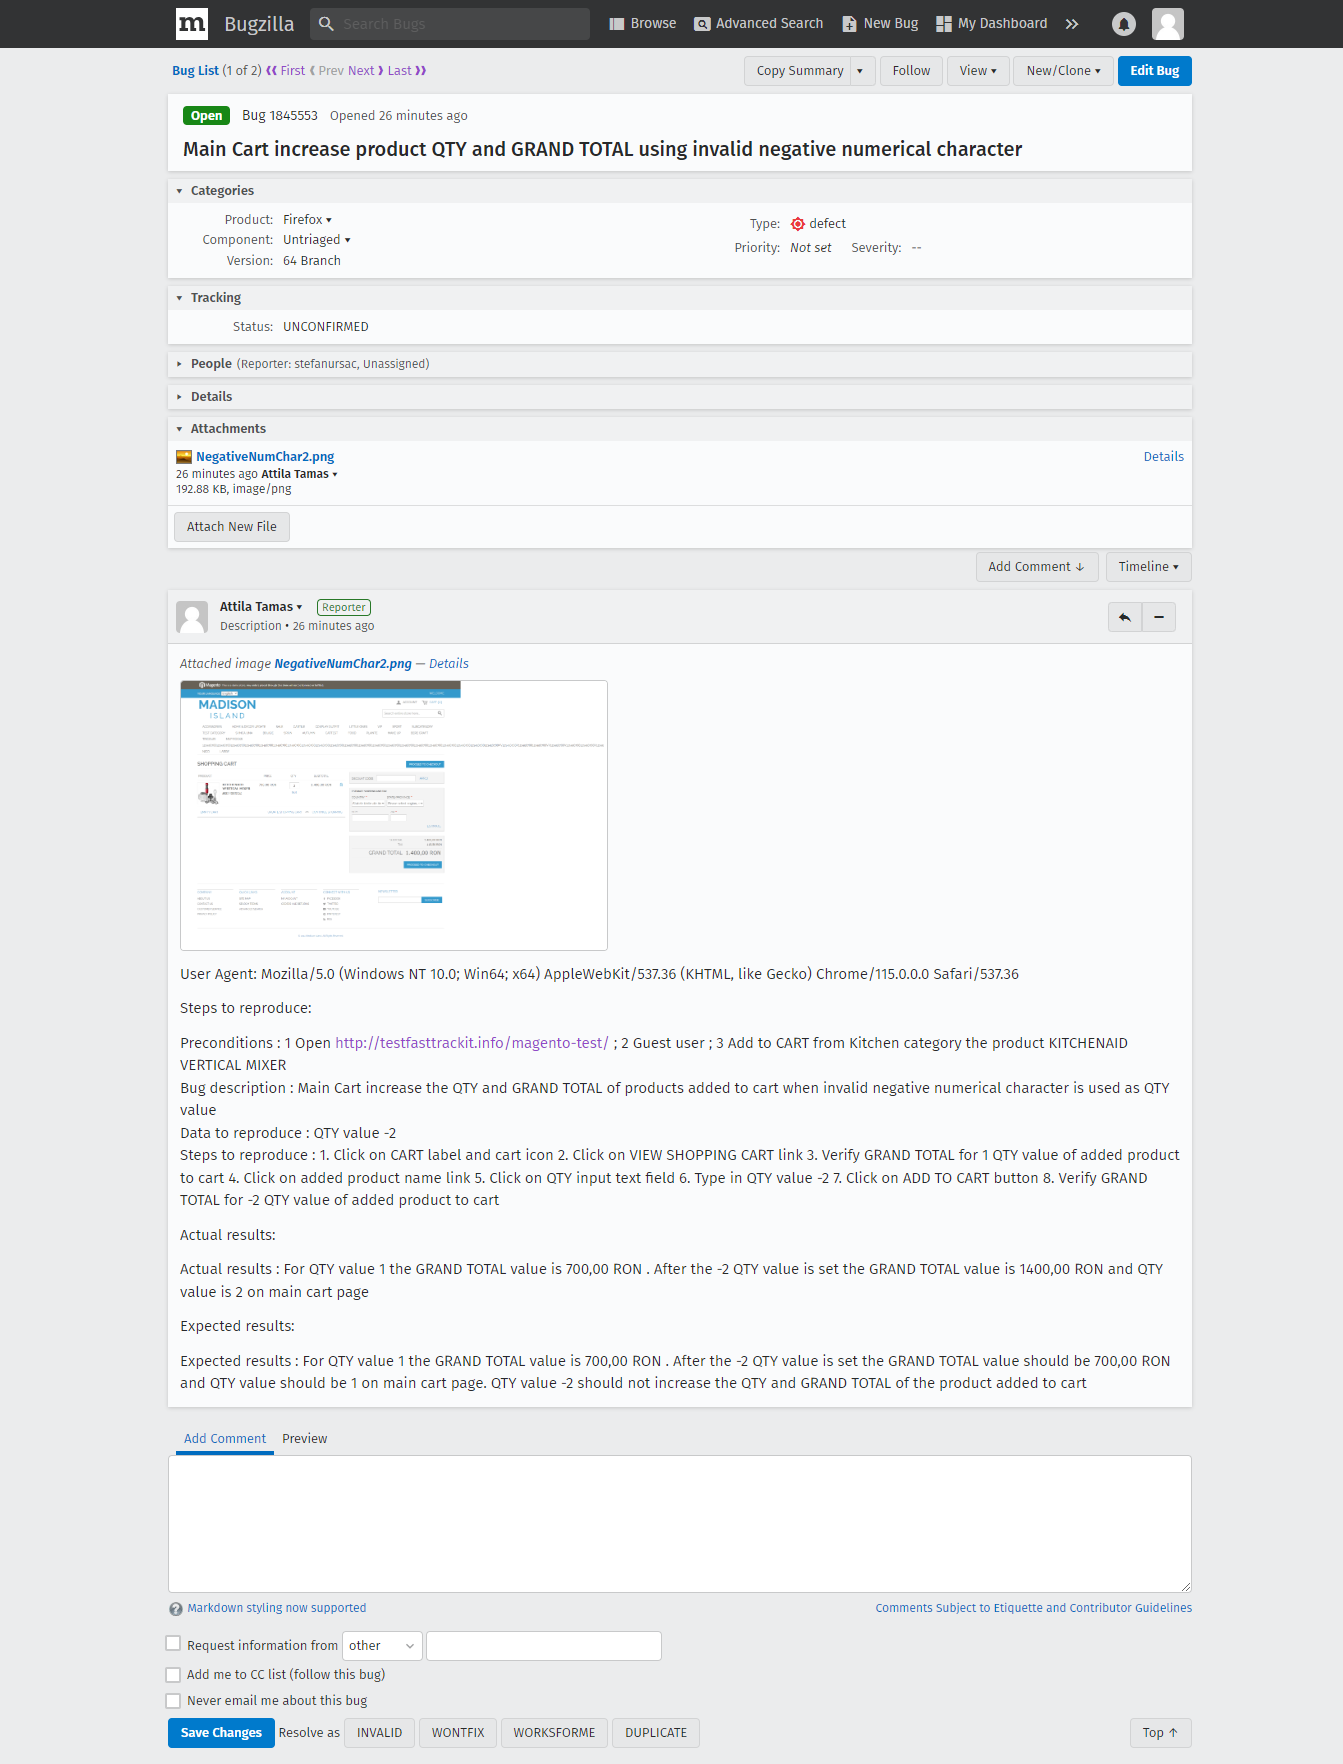 m Bugzilla Search Bugs Browse Advanced Search New Bug My Dashboard
Bug List (1 of 2) ⟪ First ⟨ Prev Next ⟩ Last ⟫ Copy Summary ▾ Follow View ▾ New/Clone ▾ Edit Bug
Open Bug 1845553 Opened 26 minutes ago
Main Cart increase product QTY and GRAND TOTAL using invalid negative numerical character
▾ Categories
Product: Firefox ▾
Type: defect
Component: Untriaged ▾
Priority: Not set Severity: --
Version: 64 Branch
▾ Tracking
Status: UNCONFIRMED
▸ People (Reporter: stefanursac, Unassigned)
▸ Details
▾ Attachments
NegativeNumChar2.png Details
26 minutes ago Attila Tamas ▾
192.88 KB, image/png
Attach New File
Add Comment ↓ Timeline ▾
Attila Tamas ▾ Reporter
Description • 26 minutes ago
Attached image NegativeNumChar2.png — Details
MADISON
ISLAND
SHOPPING CART
GRAND TOTAL 1.400,00 RON
User Agent: Mozilla/5.0 (Windows NT 10.0; Win64; x64) AppleWebKit/537.36 (KHTML, like Gecko) Chrome/115.0.0.0 Safari/537.36
Steps to reproduce:
Preconditions : 1 Open http://testfasttrackit.info/magento-test/ ; 2 Guest user ; 3 Add to CART from Kitchen category the product KITCHENAID
VERTICAL MIXER
Bug description : Main Cart increase the QTY and GRAND TOTAL of products added to cart when invalid negative numerical character is used as QTY
value
Data to reproduce : QTY value -2
Steps to reproduce : 1. Click on CART label and cart icon 2. Click on VIEW SHOPPING CART link 3. Verify GRAND TOTAL for 1 QTY value of added product
to cart 4. Click on added product name link 5. Click on QTY input text field 6. Type in QTY value -2 7. Click on ADD TO CART button 8. Verify GRAND
TOTAL for -2 QTY value of added product to cart
Actual results:
Actual results : For QTY value 1 the GRAND TOTAL value is 700,00 RON . After the -2 QTY value is set the GRAND TOTAL value is 1400,00 RON and QTY
value is 2 on main cart page
Expected results:
Expected results : For QTY value 1 the GRAND TOTAL value is 700,00 RON . After the -2 QTY value is set the GRAND TOTAL value should be 700,00 RON
and QTY value should be 1 on main cart page. QTY value -2 should not increase the QTY and GRAND TOTAL of the product added to cart
Add Comment Preview
Markdown styling now supported Comments Subject to Etiquette and Contributor Guidelines
Request information from other
Add me to CC list (follow this bug)
Never email me about this bug
Save Changes Resolve as INVALID WONTFIX WORKSFORME DUPLICATE Top ↑